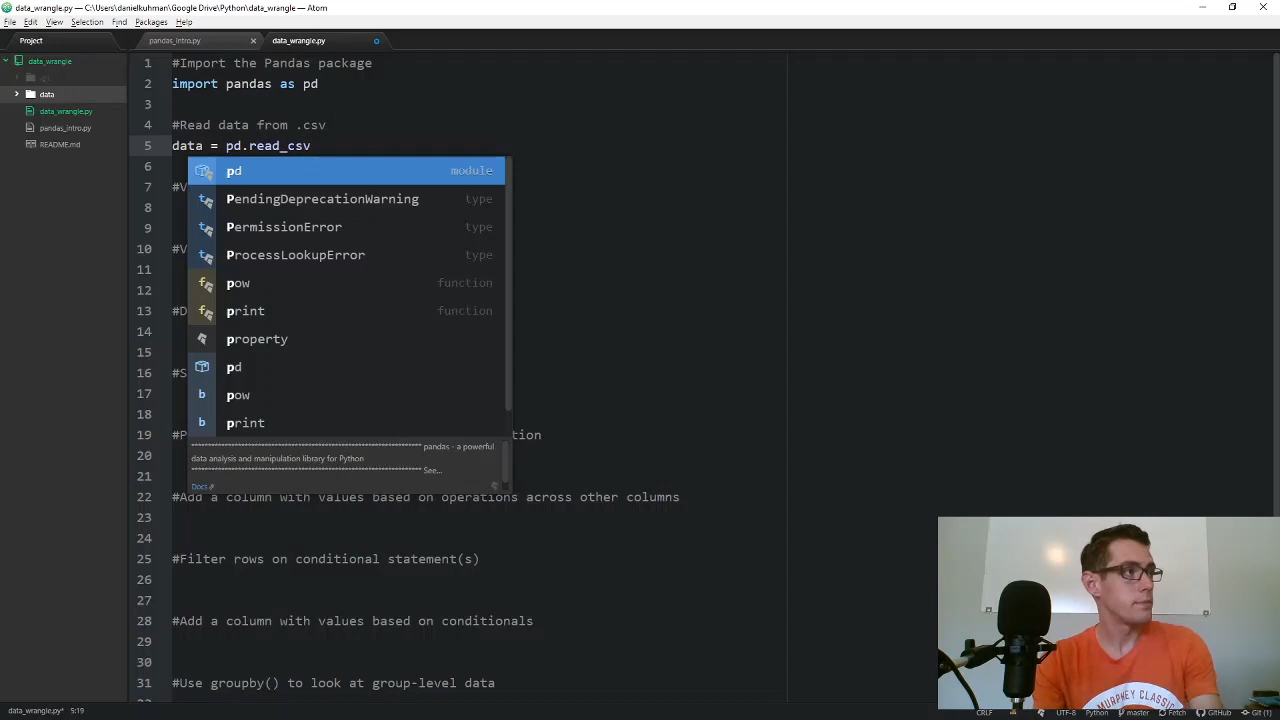 data_wrangle.py — C:\Users\danielkuhman\Google Drive\Python\data_wrangle — Atom
File Edit View Selection Find Packages Help
Project
pandas_intro.py
data_wrangle.py
data_wrangle
.git
data
data_wrangle.py
pandas_intro.py
README.md
1 #Import the Pandas package
2 import pandas as pd
3
4 #Read data from .csv
5 data = pd.read_csv
6
7 #V
8
9
10 #V
11
12
13 #D
14
15
16 #S
17
18
19 #P tion
20
21
22 #Add a column with values based on operations across other columns
23
24
25 #Filter rows on conditional statement(s)
26
27
28 #Add a column with values based on conditionals
29
30
31 #Use groupby() to look at group-level data
pd module
PendingDeprecationWarning type
PermissionError type
ProcessLookupError type
pow function
print function
property
pd
b pow
b print
pandas - a powerful
data analysis and manipulation library for Python
See...
Docs
MURPHEY CLASSIC
data_wrangle.py* 5:19
CRLF UTF-8 Python master Fetch GitHub Git (1)